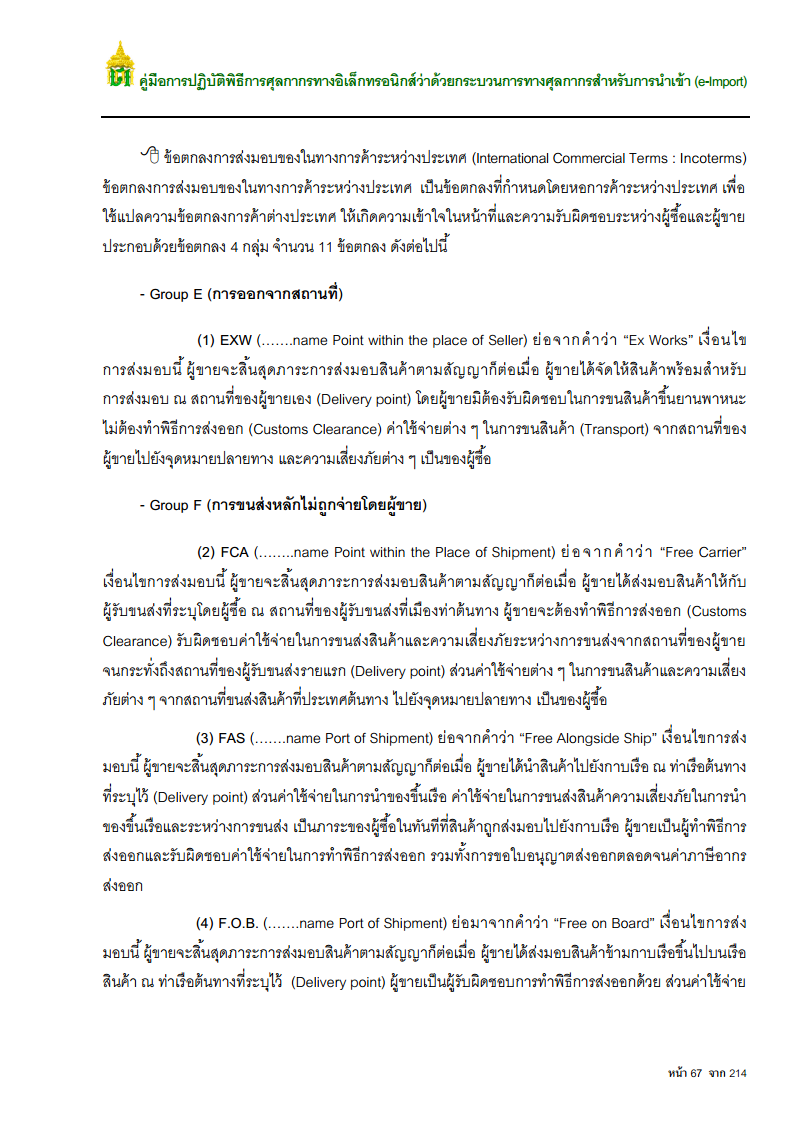 คู่มือการปฏิบัติพิธีการศุลกากรทางอิเล็กทรอนิกส์ว่าด้วยกระบวนการทางศุลกากรสำหรับการนำเข้า (e-Import)
ข้อตกลงการส่งมอบของในทางการค้าระหว่างประเทศ (International Commercial Terms : Incoterms)
ข้อตกลงการส่งมอบของในทางการค้าระหว่างประเทศ เป็นข้อตกลงที่กำหนดโดยหอการค้าระหว่างประเทศ เพื่อ
ใช้แปลความข้อตกลงการค้าต่างประเทศ ให้เกิดความเข้าใจในหน้าที่และความรับผิดชอบระหว่างผู้ซื้อและผู้ขาย
ประกอบด้วยข้อตกลง 4 กลุ่ม จำนวน 11 ข้อตกลง ดังต่อไปนี้
- Group E (การออกจากสถานที่)
(1) EXW (…….name Point within the place of Seller) ย่อจากคำว่า “Ex Works” เงื่อนไข
การส่งมอบนี้ ผู้ขายจะสิ้นสุดภาระการส่งมอบสินค้าตามสัญญาก็ต่อเมื่อ ผู้ขายได้จัดให้สินค้าพร้อมสำหรับ
การส่งมอบ ณ สถานที่ของผู้ขายเอง (Delivery point) โดยผู้ขายมิต้องรับผิดชอบในการขนสินค้าขึ้นยานพาหนะ
ไม่ต้องทำพิธีการส่งออก (Customs Clearance) ค่าใช้จ่ายต่าง ๆ ในการขนสินค้า (Transport) จากสถานที่ของ
ผู้ขายไปยังจุดหมายปลายทาง และความเสี่ยงภัยต่าง ๆ เป็นของผู้ซื้อ
- Group F (การขนส่งหลักไม่ถูกจ่ายโดยผู้ขาย)
(2) FCA (……..name Point within the Place of Shipment) ย่อจากคำว่า “Free Carrier”
เงื่อนไขการส่งมอบนี้ ผู้ขายจะสิ้นสุดภาระการส่งมอบสินค้าตามสัญญาก็ต่อเมื่อ ผู้ขายได้ส่งมอบสินค้าให้กับ
ผู้รับขนส่งที่ระบุโดยผู้ซื้อ ณ สถานที่ของผู้รับขนส่งที่เมืองท่าต้นทาง ผู้ขายจะต้องทำพิธีการส่งออก (Customs
Clearance) รับผิดชอบค่าใช้จ่ายในการขนส่งสินค้าและความเสี่ยงภัยระหว่างการขนส่งจากสถานที่ของผู้ขาย
จนกระทั่งถึงสถานที่ของผู้รับขนส่งรายแรก (Delivery point) ส่วนค่าใช้จ่ายต่าง ๆ ในการขนสินค้าและความเสี่ยง
ภัยต่าง ๆ จากสถานที่ขนส่งสินค้าที่ประเทศต้นทาง ไปยังจุดหมายปลายทาง เป็นของผู้ซื้อ
(3) FAS (…….name Port of Shipment) ย่อจากคำว่า “Free Alongside Ship” เงื่อนไขการส่ง
มอบนี้ ผู้ขายจะสิ้นสุดภาระการส่งมอบสินค้าตามสัญญาก็ต่อเมื่อ ผู้ขายได้นำสินค้าไปยังกาบเรือ ณ ท่าเรือต้นทาง
ที่ระบุไว้ (Delivery point) ส่วนค่าใช้จ่ายในการนำของขึ้นเรือ ค่าใช้จ่ายในการขนส่งสินค้าความเสี่ยงภัยในการนำ
ของขึ้นเรือและระหว่างการขนส่ง เป็นภาระของผู้ซื้อในทันทีที่สินค้าถูกส่งมอบไปยังกาบเรือ ผู้ขายเป็นผู้ทำพิธีการ
ส่งออกและรับผิดชอบค่าใช้จ่ายในการทำพิธีการส่งออก รวมทั้งการขอใบอนุญาตส่งออกตลอดจนค่าภาษีอากร
ส่งออก
(4) F.O.B. (…….name Port of Shipment) ย่อมาจากคำว่า “Free on Board” เงื่อนไขการส่ง
มอบนี้ ผู้ขายจะสิ้นสุดภาระการส่งมอบสินค้าตามสัญญาก็ต่อเมื่อ ผู้ขายได้ส่งมอบสินค้าข้ามกาบเรือขึ้นไปบนเรือ
สินค้า ณ ท่าเรือต้นทางที่ระบุไว้ (Delivery point) ผู้ขายเป็นผู้รับผิดชอบการทำพิธีการส่งออกด้วย ส่วนค่าใช้จ่าย
หน้า 67 จาก 214